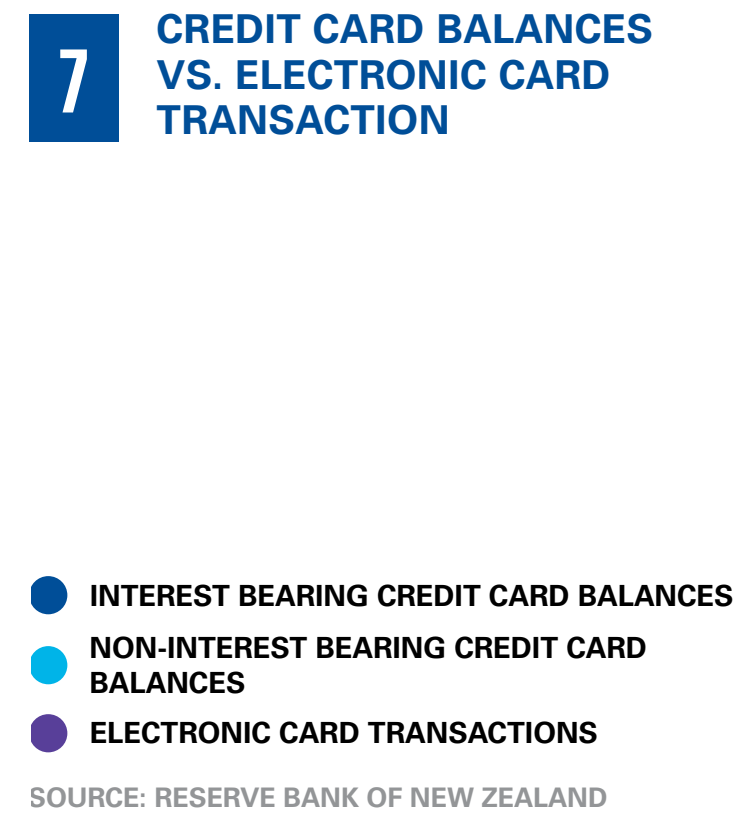 7
CREDIT CARD BALANCES
VS. ELECTRONIC CARD
TRANSACTION
INTEREST BEARING CREDIT CARD BALANCES
NON-INTEREST BEARING CREDIT CARD
BALANCES
ELECTRONIC CARD TRANSACTIONS
SOURCE: RESERVE BANK OF NEW ZEALAND